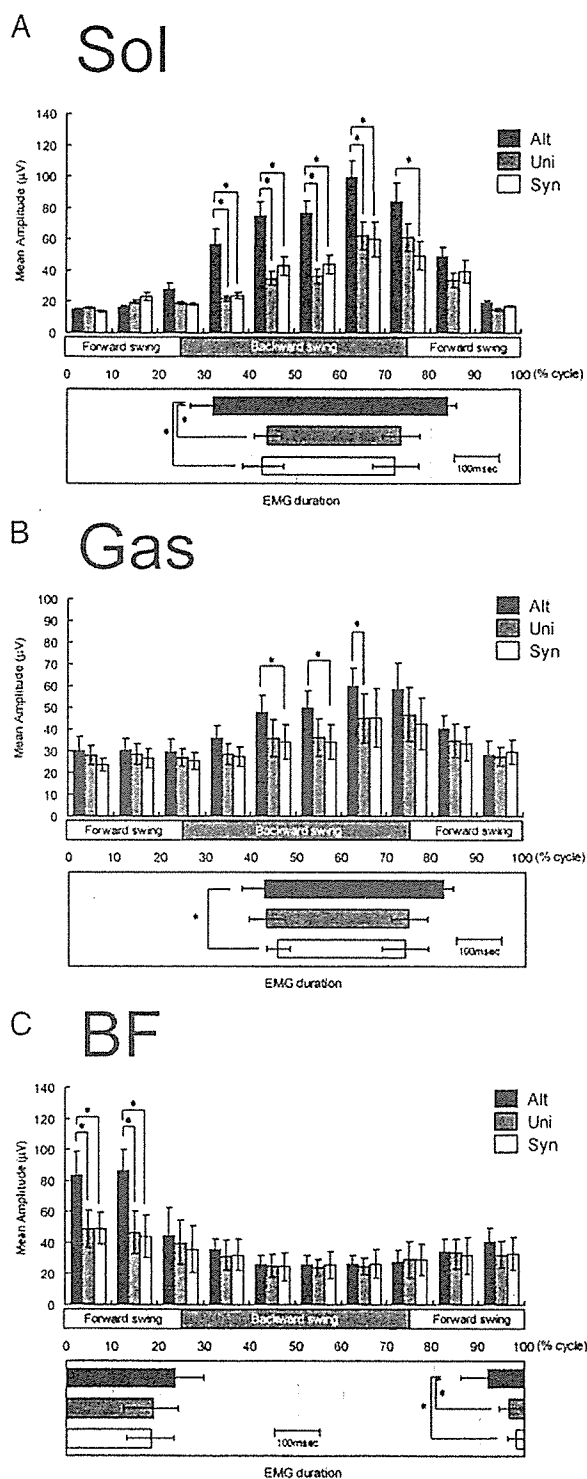 A
Sol
140
120
100
80
60
40
20
0
Mean Amplitude (μV)
* * * * * * * * *
Alt
Uni
Syn
Forward swing Backward swing Forward swing
0 10 20 30 40 50 60 70 80 90 100 (% cycle)
* *
100msec
EMG duration
B
Gas
100
90
80
70
60
50
40
30
20
10
0
Mean Amplitude (μV)
* * *
Alt
Uni
Syn
Forward swing Backward swing Forward swing
0 10 20 30 40 50 60 70 80 90 100 (% cycle)
*
100msec
EMG duration
C
BF
140
120
100
80
60
40
20
0
Mean Amplitude (μV)
* * * *
Alt
Uni
Syn
Forward swing Backward swing Forward swing
0 10 20 30 40 50 60 70 80 90 100 (% cycle)
* *
100msec
EMG duration